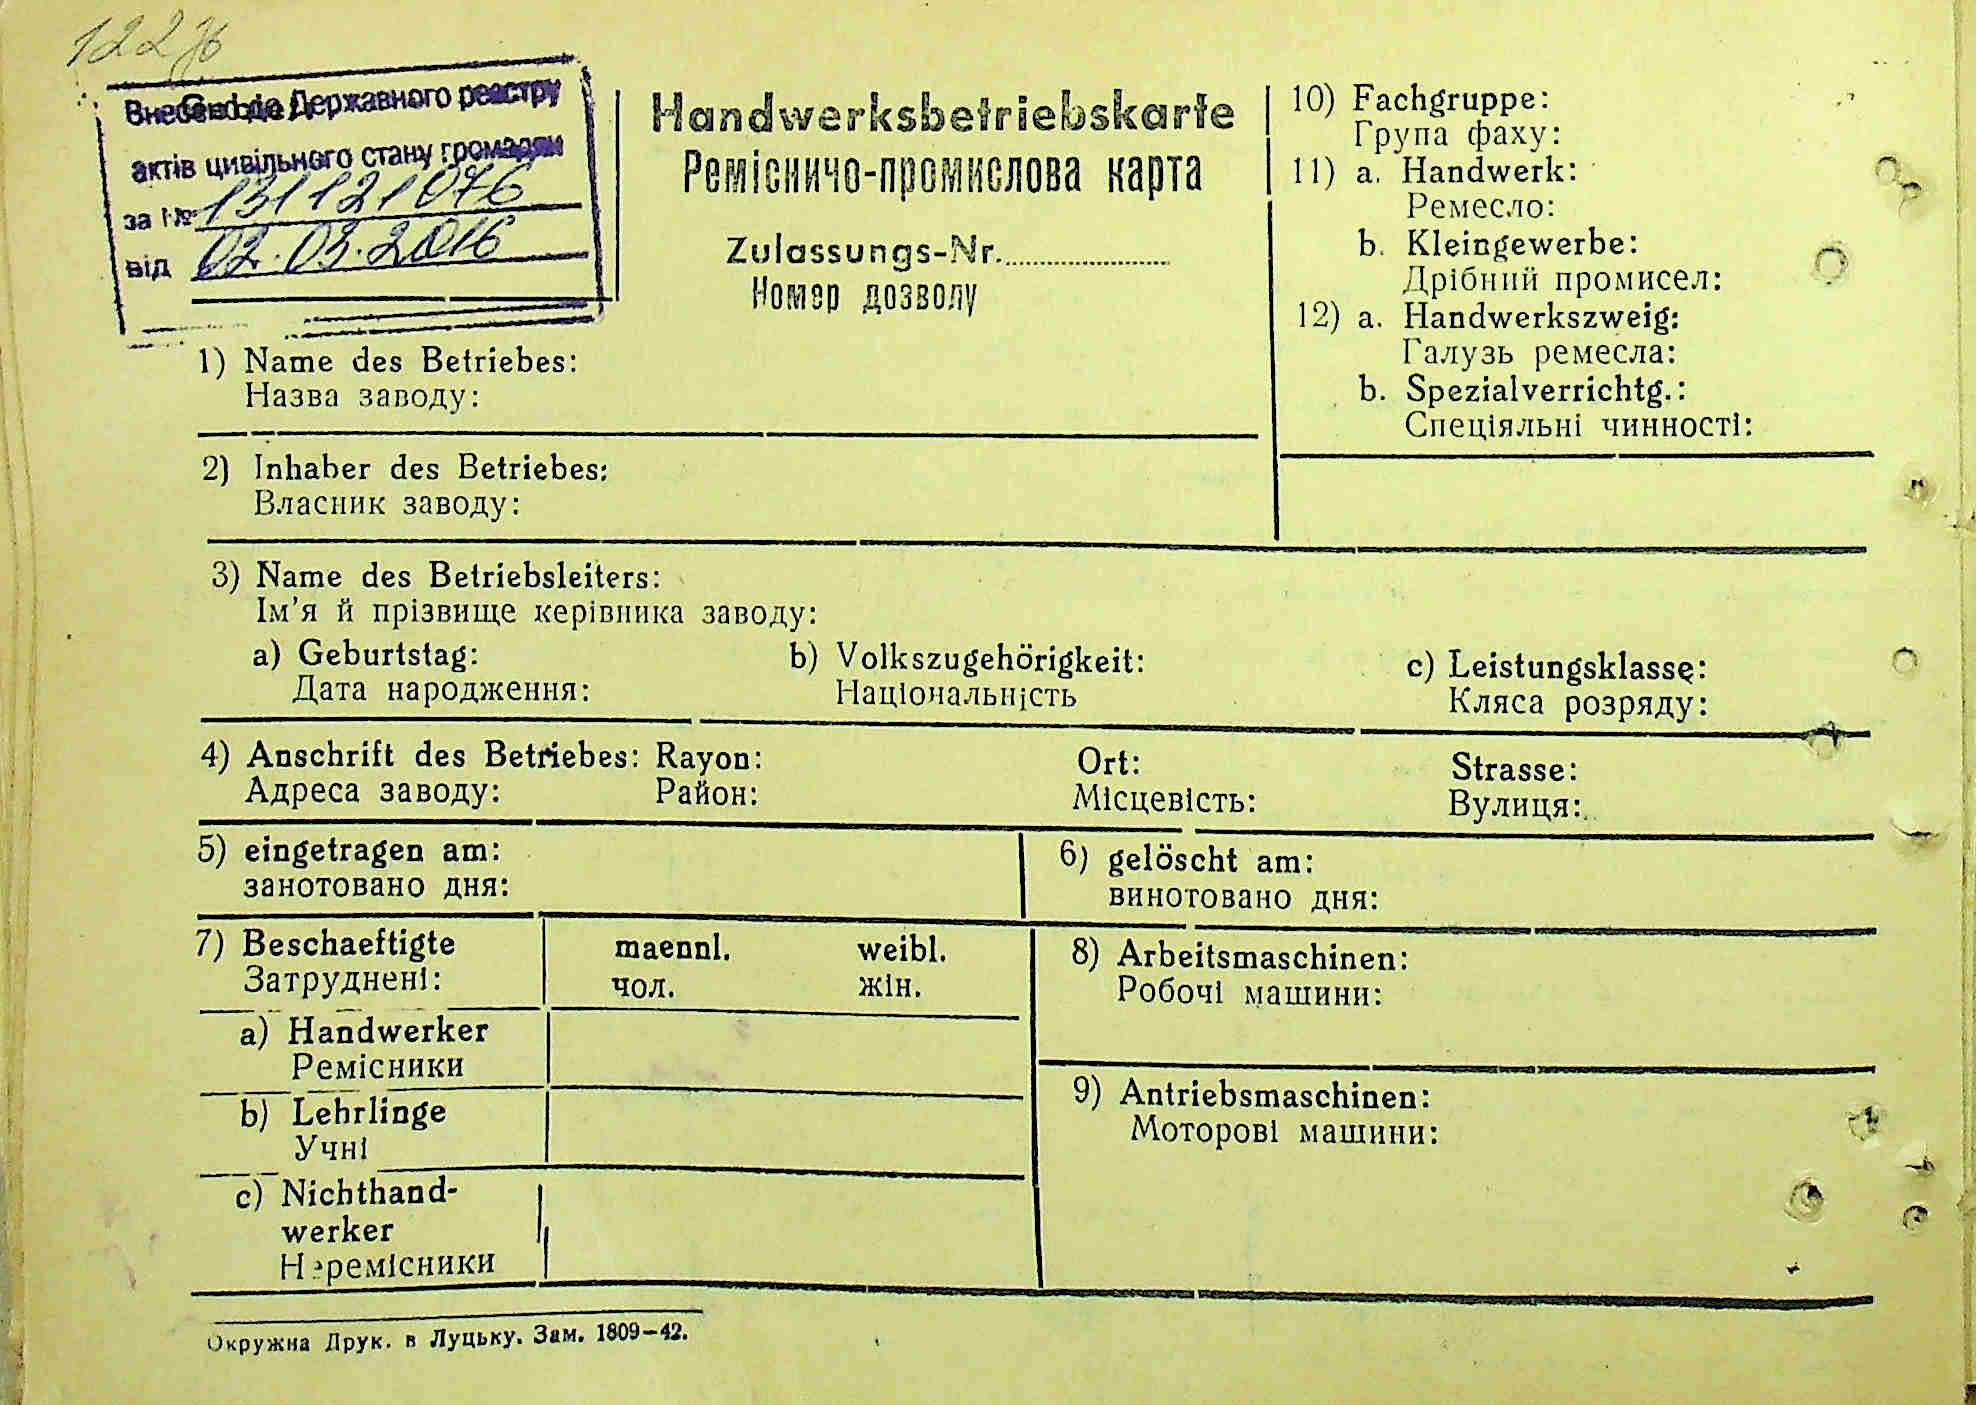 122
Внесено до Державного реєстру
актів цивільного стану громадян
за № 131121076
від 02.03.2016
Handwerksbetriebskarte
Ремісничо-промислова карта
Zulassungs-Nr.
Номер дозволу
10) Fachgruppe:
Група фаху:
11) a. Handwerk:
Ремесло:
b. Kleingewerbe:
Дрібний промисел:
12) a. Handwerkszweig:
Галузь ремесла:
b. Spezialverrichtg.:
Спеціяльні чинності:
1) Name des Betriebes:
Назва заводу:
2) Inhaber des Betriebes:
Власник заводу:
3) Name des Betriebsleiters:
Ім’я й прізвище керівника заводу:
a) Geburtstag: b) Volkszugehörigkeit: c) Leistungsklasse:
Дата народження: Національність Кляса розряду:
4) Anschrift des Betriebes: Rayon: Ort: Strasse:
Адреса заводу: Район: Місцевість: Вулиця:
5) eingetragen am: 6) gelöscht am:
занотовано дня: винотовано дня:
7) Beschaeftigte maennl. weibl.
Затруднені: чол. жін.
8) Arbeitsmaschinen:
Робочі машини:
a) Handwerker
Ремісники
b) Lehrlinge
Учні
c) Nichthand-
werker
Неремісники
9) Antriebsmaschinen:
Моторові машини:
Окружна Друк. в Луцьку. Зам. 1809—42.